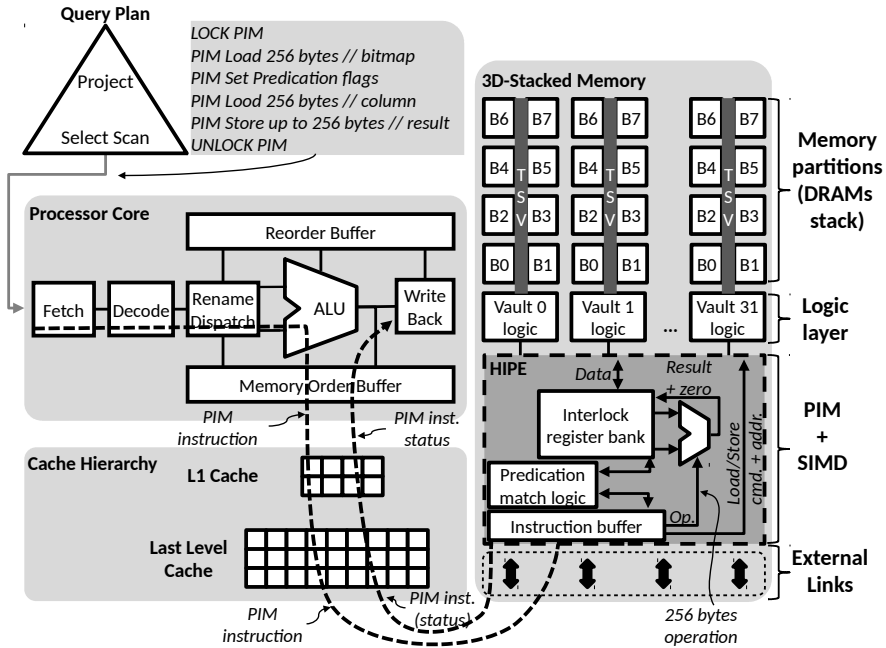 Query Plan
Project
Select Scan
LOCK PIM
PIM Load 256 bytes // bitmap
PIM Set Predication flags
PIM Lood 256 bytes // column
PIM Store up to 256 bytes // result
UNLOCK PIM
Processor Core
Reorder Buffer
Fetch
Decode
Rename
Dispatch
ALU
Write
Back
Memory Order Buffer
PIM
instruction
PIM inst.
status
Cache Hierarchy
L1 Cache
Last Level
Cache
PIM
instruction
PIM inst.
(status)
3D-Stacked Memory
B6 B7 B6 B7 B6 B7
B4 B5 B4 B5 B4 B5
B2 B3 B2 B3 B2 B3
B0 B1 B0 B1 B0 B1
T T T
S S S
V V V
Vault 0
logic
Vault 1
logic
...
Vault 31
logic
HIPE
Data
Result
+ zero
Interlock
register bank
Predication
match logic
Instruction buffer
Op.
Load/Store
cmd. + addr.
256 bytes
operation
Memory
partitions
(DRAMs
stack)
Logic
layer
PIM
+
SIMD
External
Links